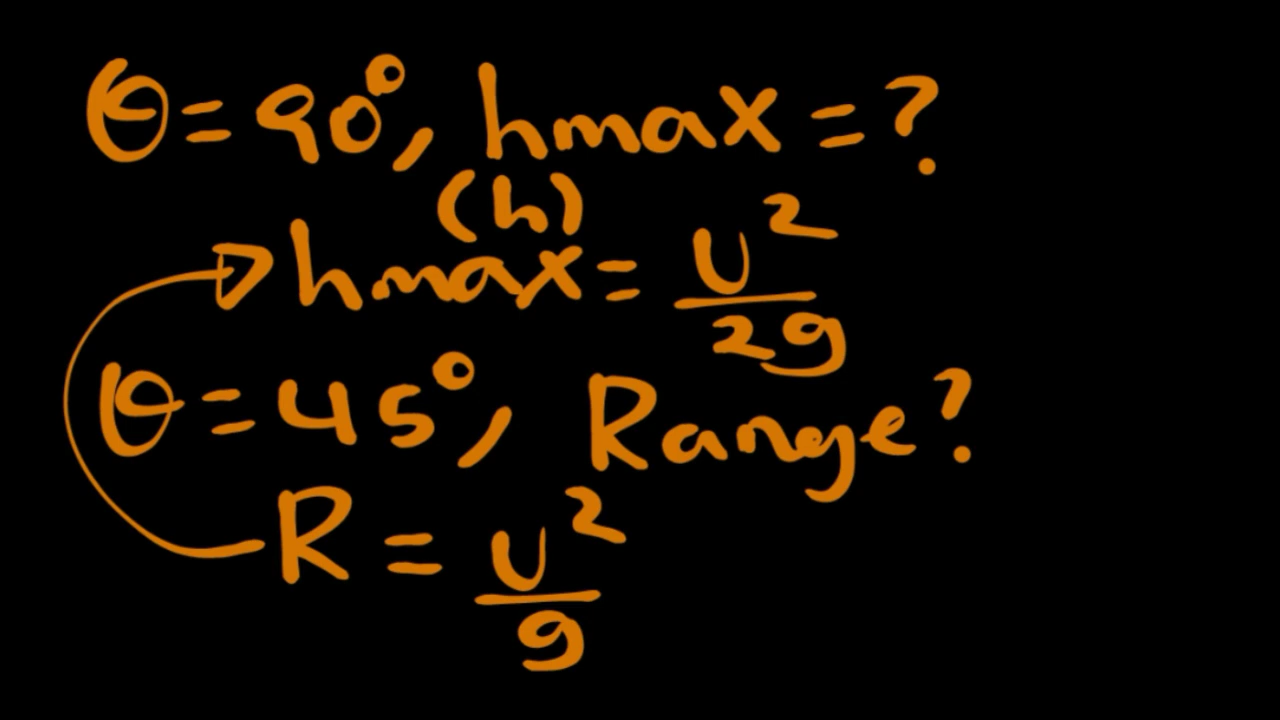 θ = 90°, hmax = ?
(h)
hmax = U²/2g
θ = 45°, Range?
R = U²/g